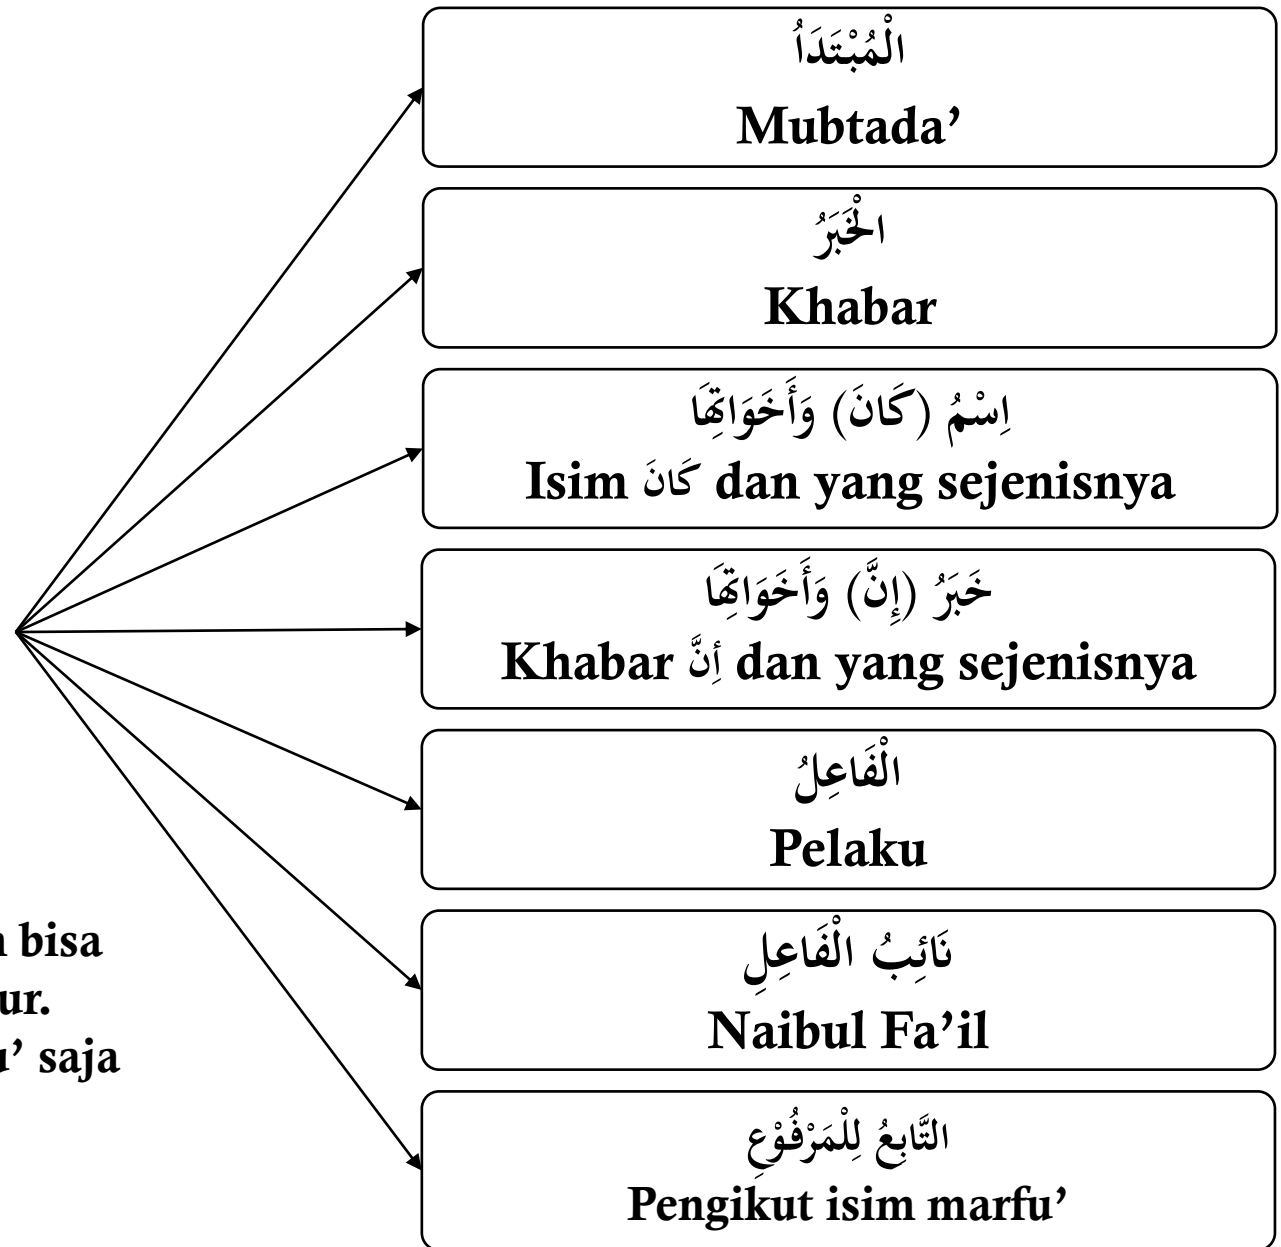 الْمُبْتَدَأُ
Mubtada’
الْخَبَرُ
Khabar
اِسْمُ (كَانَ) وَأَخَوَاتِهَا
Isim كَانَ dan yang sejenisnya
خَبَرُ (إِنَّ) وَأَخَوَاتِهَا
Khabar أِنَّ dan yang sejenisnya
الْفَاعِلُ
Pelaku
نَائِبُ الْفَاعِلِ
Naibul Fa’il
التَّابِعُ لِلْمَرْفُوْعِ
Pengikut isim marfu’
bisa
ur.
u’ saja